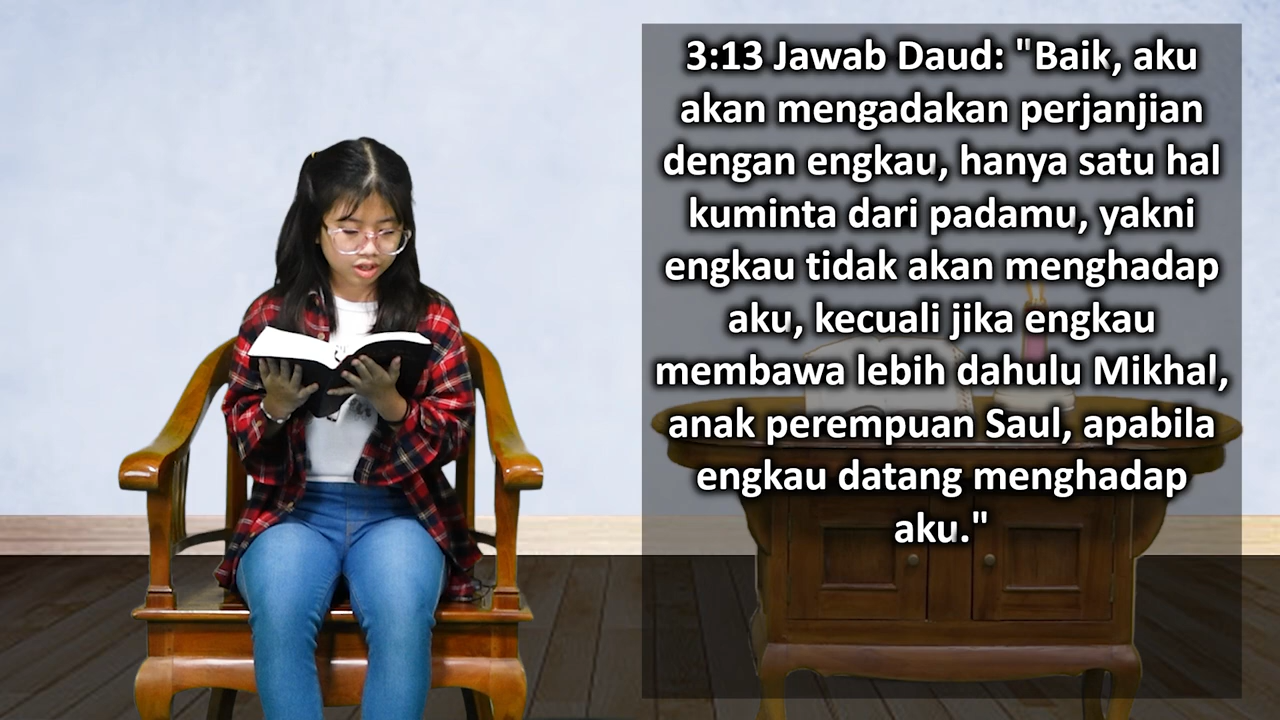 3:13 Jawab Daud: "Baik, aku
akan mengadakan perjanjian
dengan engkau, hanya satu hal
kuminta dari padamu, yakni
engkau tidak akan menghadap
aku, kecuali jika engkau
membawa lebih dahulu Mikhal,
anak perempuan Saul, apabila
engkau datang menghadap
aku."